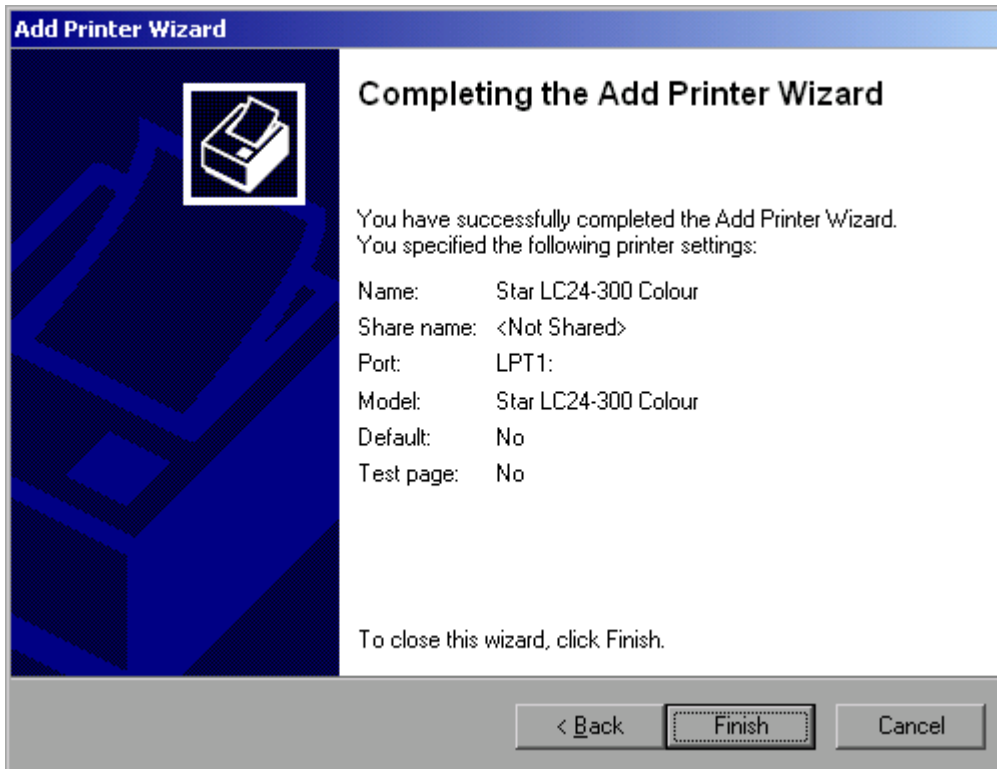 Add Printer Wizard
Completing the Add Printer Wizard
You have successfully completed the Add Printer Wizard.
You specified the following printer settings:
Name: Star LC24-300 Colour
Share name: <Not Shared>
Port: LPT1:
Model: Star LC24-300 Colour
Default: No
Test page: No
To close this wizard, click Finish.
< Back Finish Cancel